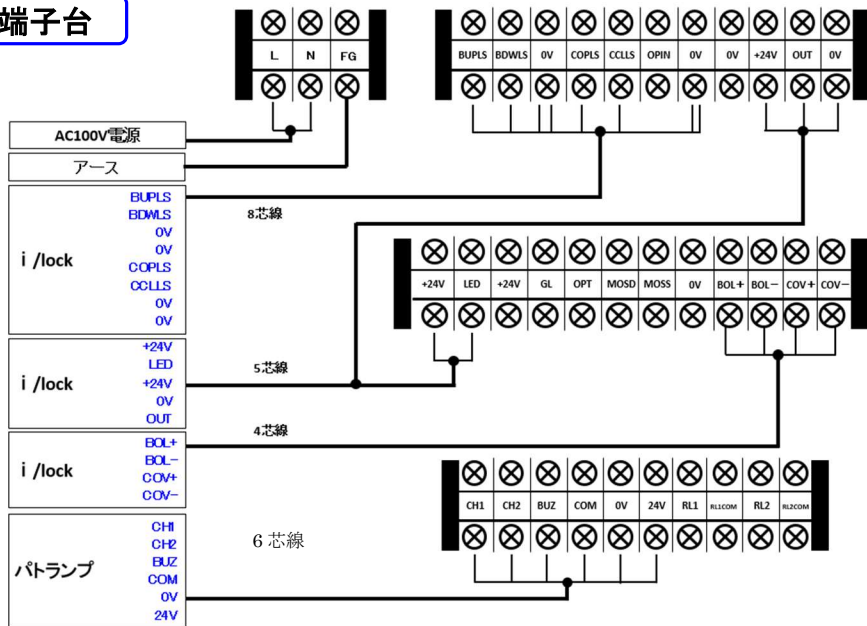 端子台
L N FG
BUPLS BDWLS 0V COPLS CCLLS OPIN 0V 0V +24V OUT 0V
AC100V電源
アース
i /lock
BUPLS
BDWLS
0V
0V
COPLS
CCLLS
0V
0V
8芯線
+24V LED +24V GL OPT MOSD MOSS 0V BOL+ BOL− COV+ COV−
i /lock
+24V
LED
+24V
0V
OUT
5芯線
i /lock
BOL+
BOL−
COV+
COV−
4芯線
CH1 CH2 BUZ COM 0V 24V RL1 RL1COM RL2 RL2COM
パトランプ
CH1
CH2
BUZ
COM
0V
24V
6芯線